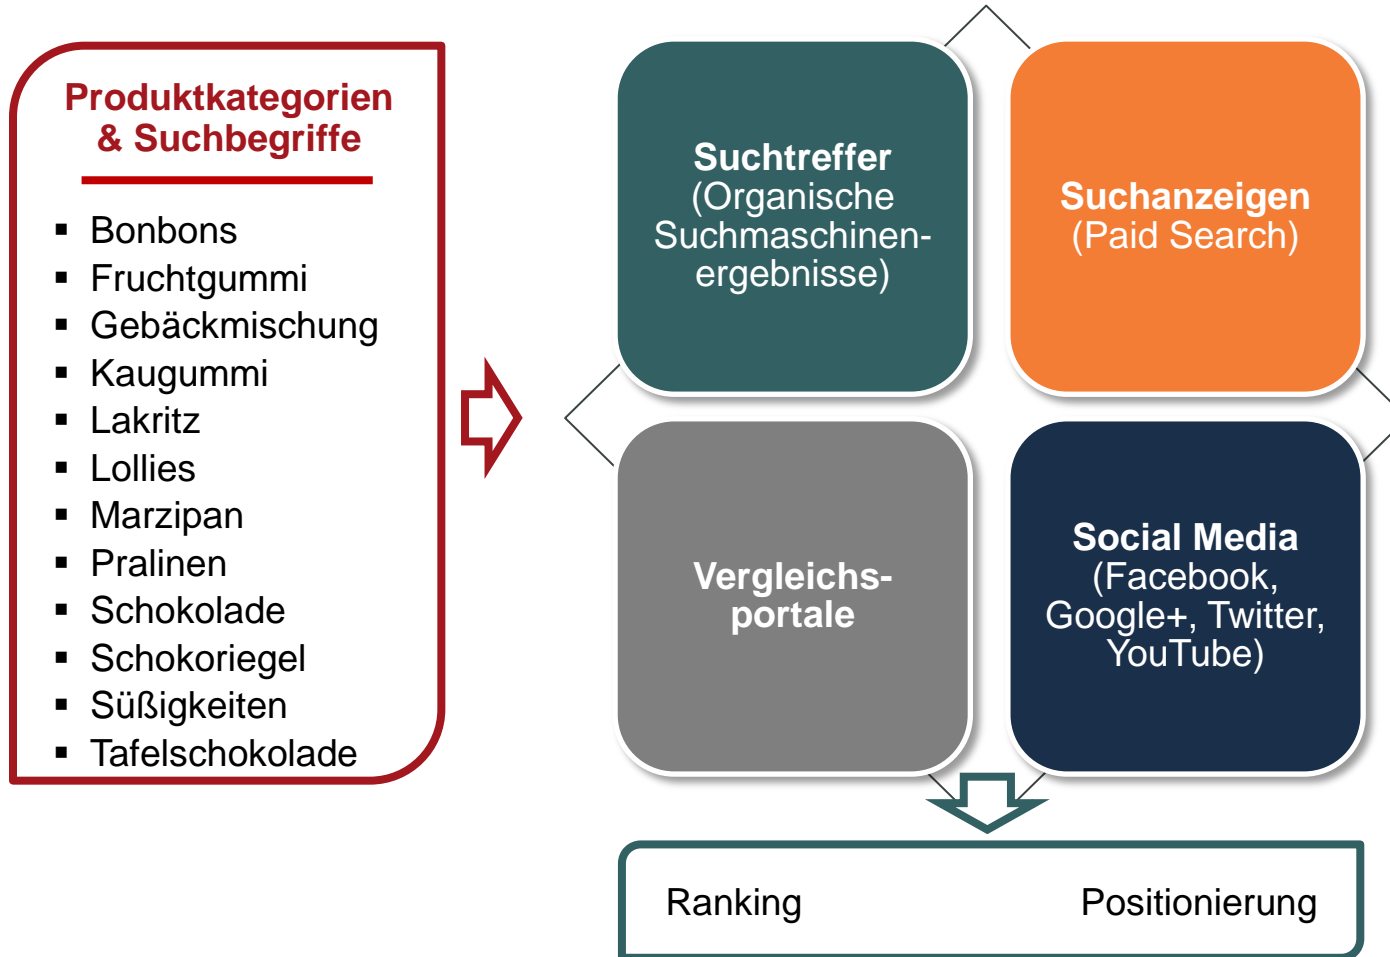 Produktkategorien
& Suchbegriffe
▪ Bonbons
▪ Fruchtgummi
▪ Gebäckmischung
▪ Kaugummi
▪ Lakritz
▪ Lollies
▪ Marzipan
▪ Pralinen
▪ Schokolade
▪ Schokoriegel
▪ Süßigkeiten
▪ Tafelschokolade
Suchtreffer
(Organische
Suchmaschinen-
ergebnisse)
Suchanzeigen
(Paid Search)
Vergleichs-
portale
Social Media
(Facebook,
Google+, Twitter,
YouTube)
Ranking
Positionierung